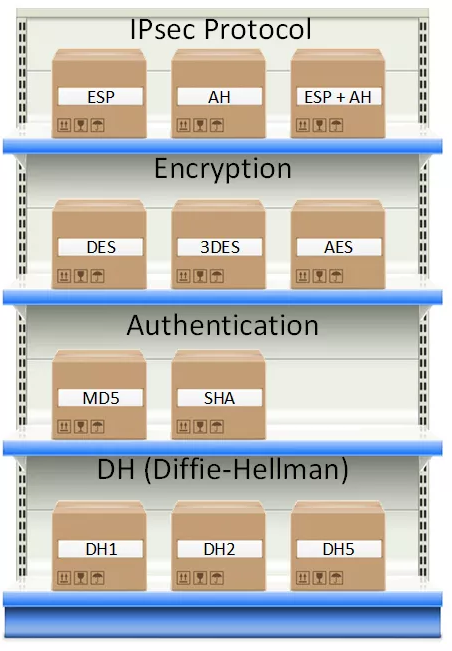 IPsec Protocol
ESP AH ESP + AH
Encryption
DES 3DES AES
Authentication
MD5 SHA
DH (Diffie-Hellman)
DH1 DH2 DH5